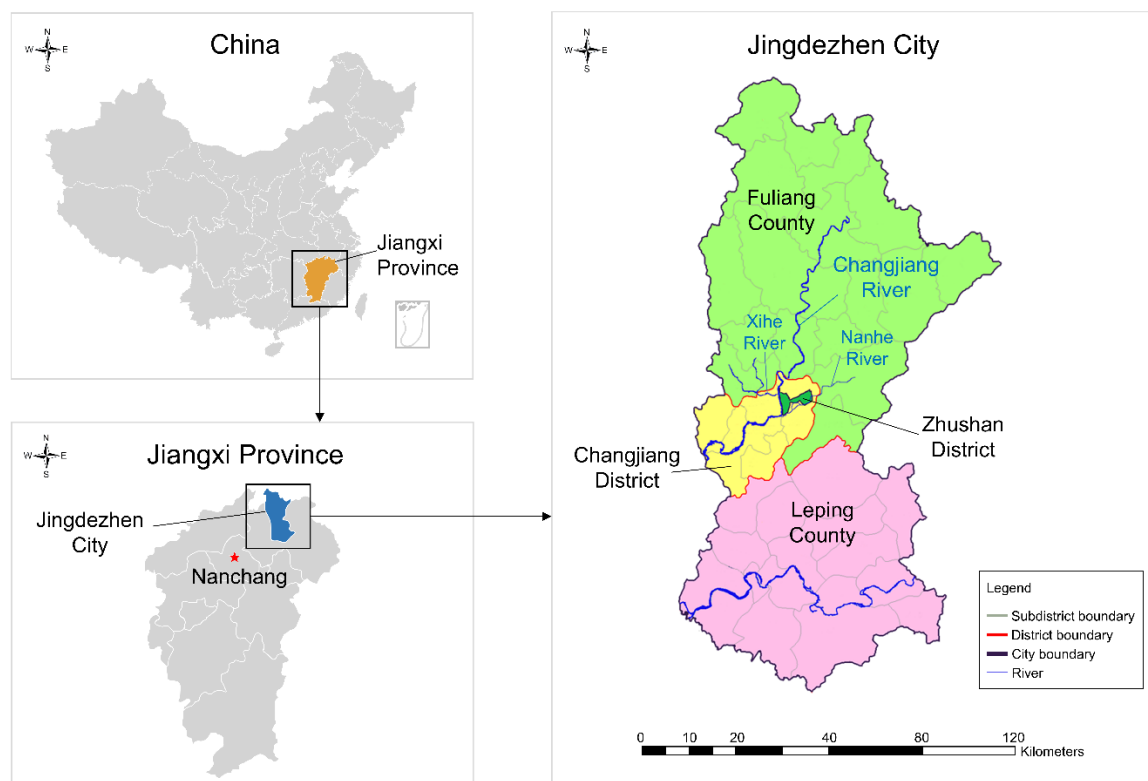 China
N
W
E
S
Jiangxi
Province
Jiangxi Province
N
W
E
S
Jingdezhen
City
Nanchang
Jingdezhen City
N
W
E
S
Fuliang
County
Changjiang
River
Xihe
River
Nanhe
River
Zhushan
District
Changjiang
District
Leping
County
Legend
Subdistrict boundary
District boundary
City boundary
River
0 10 20 40 80 120
Kilometers